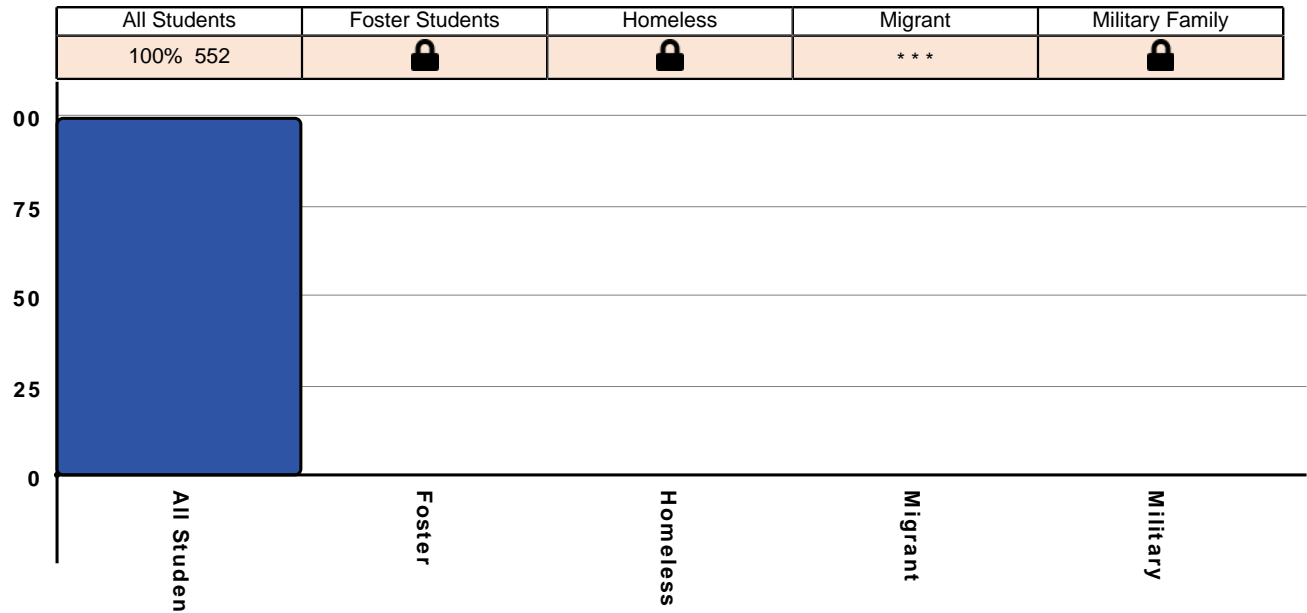 All Students Foster Students Homeless Migrant Military Family
100% 552 * * *
00
75
50
25
0
All Studen
Foster
Homeless
Migrant
Military